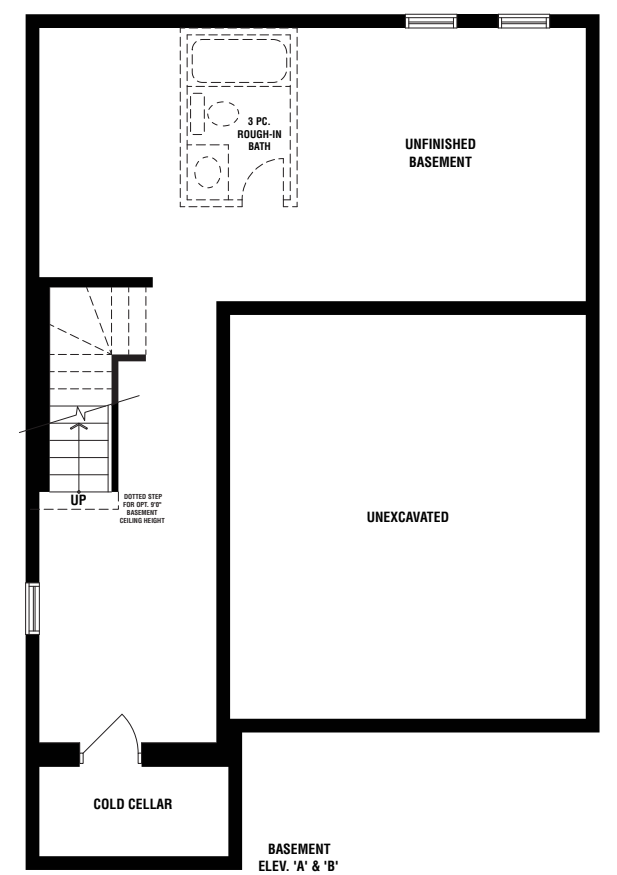 3 PC.
ROUGH-IN
BATH
UNFINISHED
BASEMENT
UP
DOTTED STEP
FOR OPT. 9'0"
BASEMENT
CEILING HEIGHT
UNEXCAVATED
COLD CELLAR
BASEMENT
ELEV. 'A' & 'B'